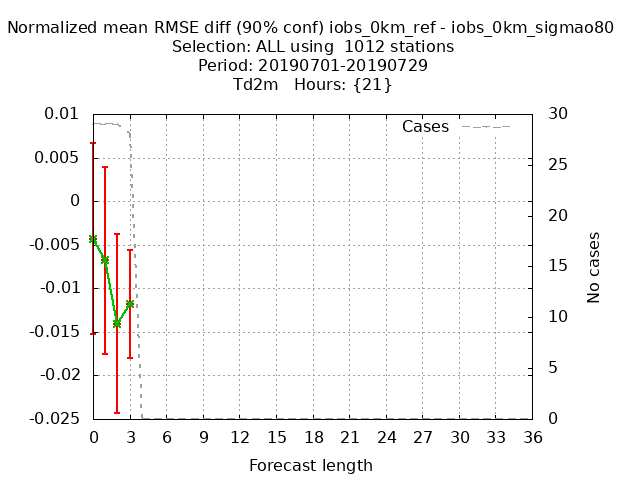 Normalized mean RMSE diff (90% conf) iobs_0km_ref - iobs_0km_sigmao80
Selection: ALL using  1012 stations
Period: 20190701-20190729
Td2m   Hours: {21}
0.01
0.005
0
-0.005
-0.01
-0.015
-0.02
-0.025
Cases
30
25
20
15
10
5
0
No cases
0 3 6 9 12 15 18 21 24 27 30 33 36
Forecast length